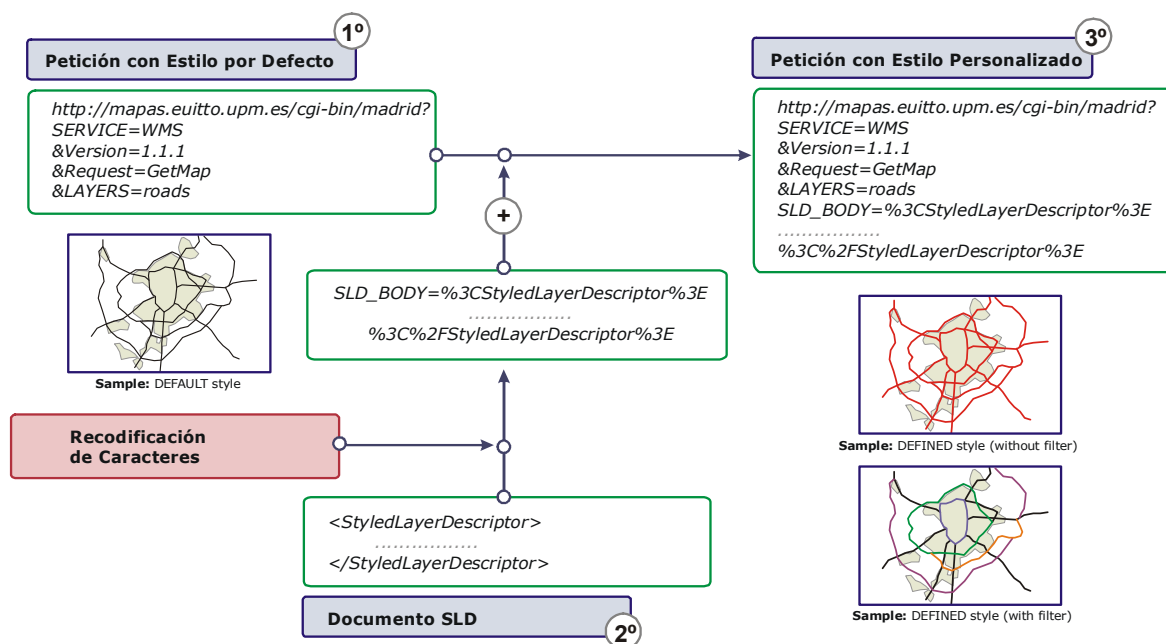 1º
Petición con Estilo por Defecto
http://mapas.euitto.upm.es/cgi-bin/madrid?
SERVICE=WMS
&Version=1.1.1
&Request=GetMap
&LAYERS=roads
Sample: DEFAULT style
+
SLD_BODY=%3CStyledLayerDescriptor%3E
..................
%3C%2FStyledLayerDescriptor%3E
Recodificación
de Caracteres
<StyledLayerDescriptor>
..................
</StyledLayerDescriptor>
Documento SLD
2º
3º
Petición con Estilo Personalizado
http://mapas.euitto.upm.es/cgi-bin/madrid?
SERVICE=WMS
&Version=1.1.1
&Request=GetMap
&LAYERS=roads
SLD_BODY=%3CStyledLayerDescriptor%3E
..................
%3C%2FStyledLayerDescriptor%3E
Sample: DEFINED style (without filter)
Sample: DEFINED style (with filter)